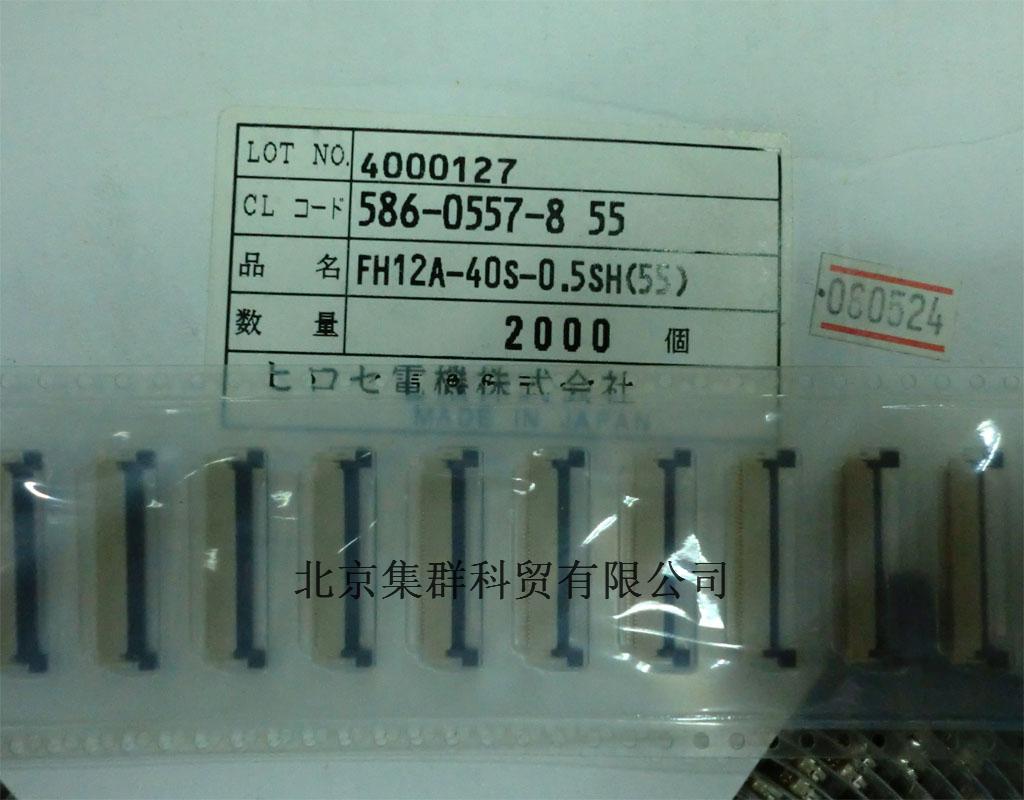 LOT NO. 4000127
CL コード 586-0557-8 55
品 名 FH12A-40S-0.5SH(55)
数 量 2000 個
ヒロセ電機株式会社
MADE IN JAPAN
060524
北京集群科贸有限公司